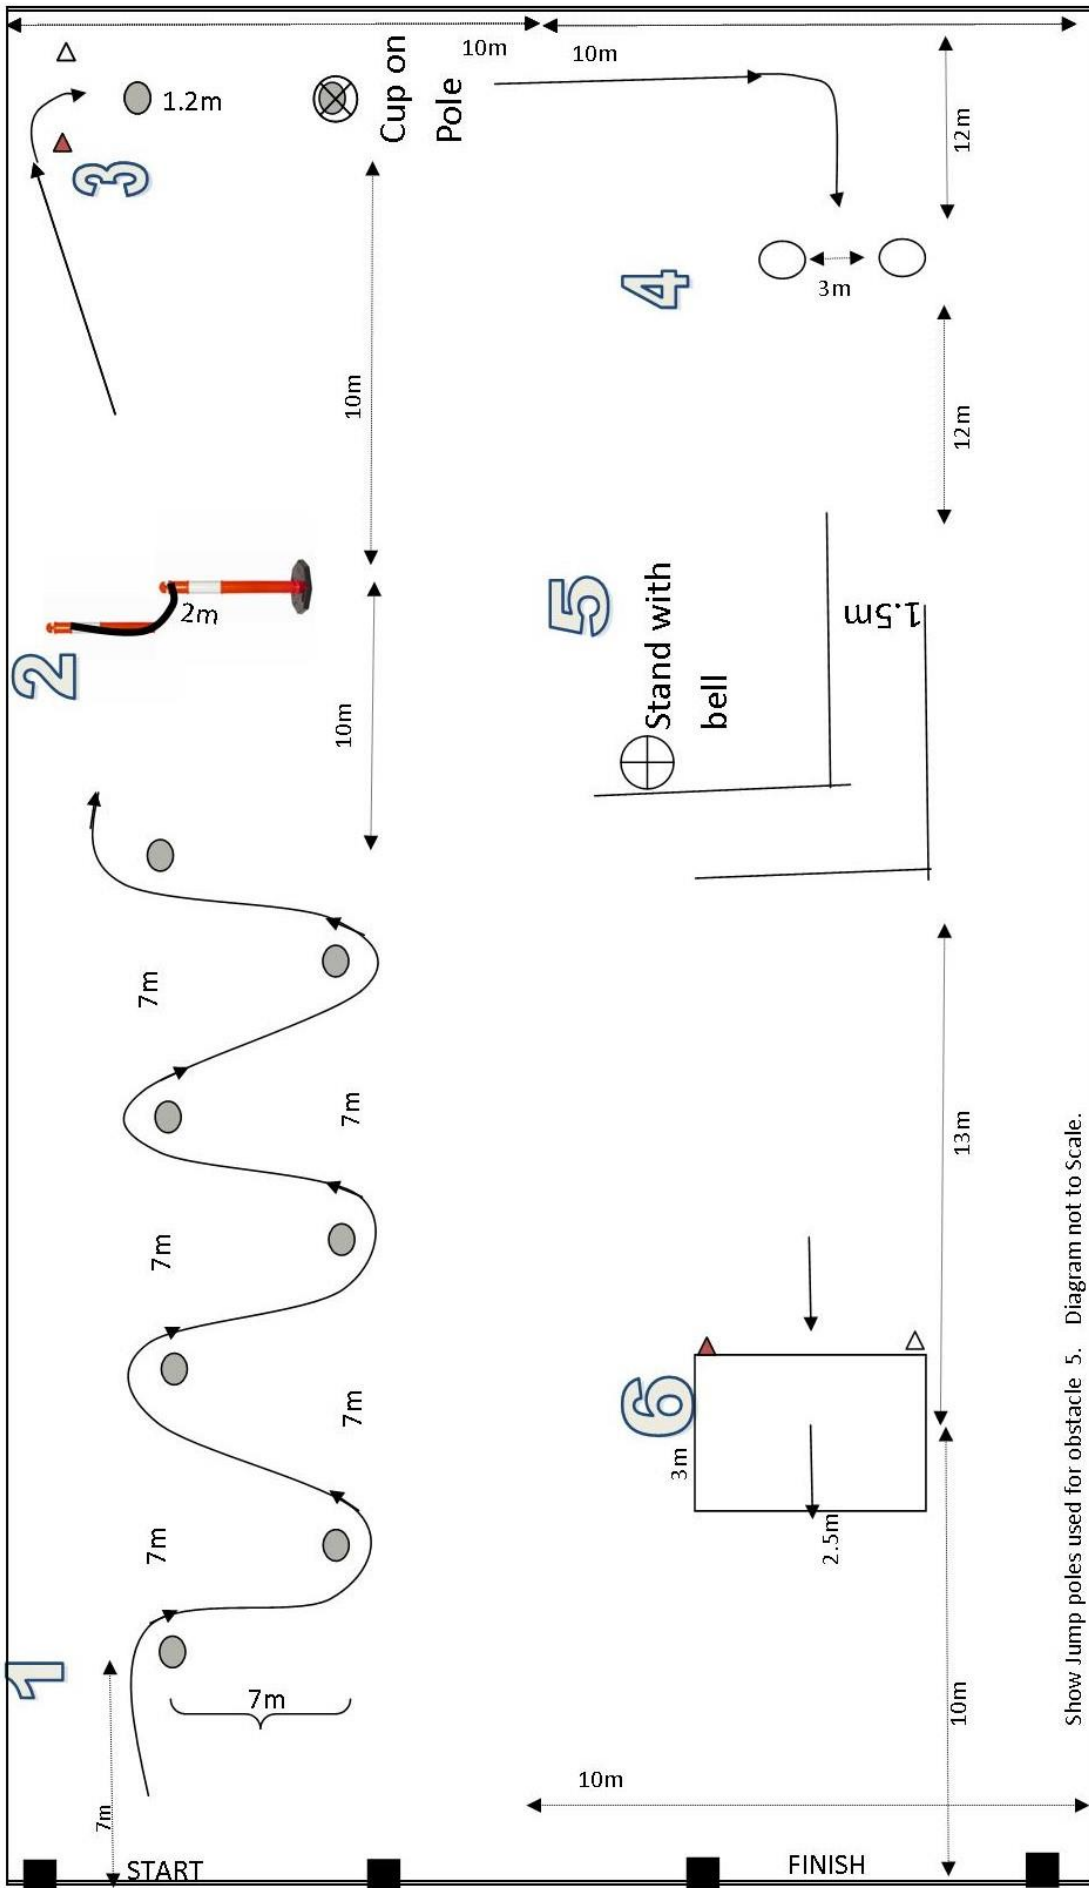 10m
10m
1.2m
Cup on
Pole
12m
3
4
3m
10m
12m
2
2m
5
Stand with
bell
1.5m
10m
7m
7m
13m
7m
6
3m
7m
2.5m
7m
1
7m
10m
10m
7m
START
FINISH
Show Jump poles used for obstacle 5. Diagram not to Scale.